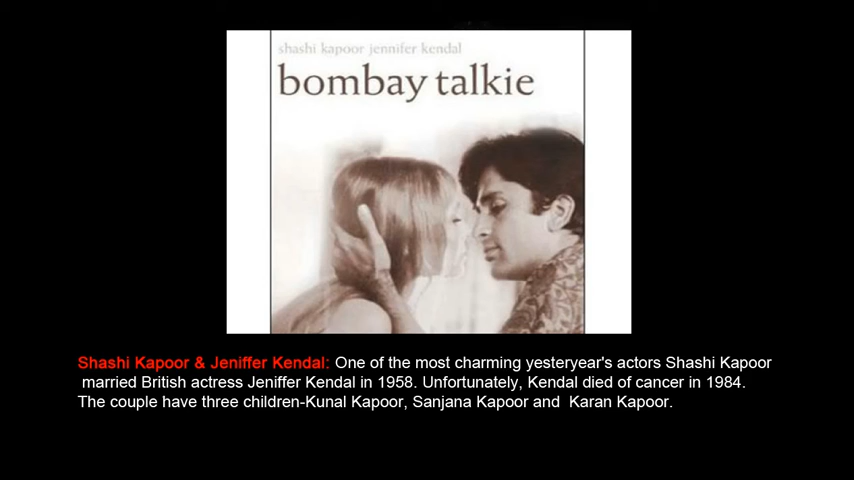 shashi kapoor jennifer kendal
bombay talkie
Shashi Kapoor & Jeniffer Kendal: One of the most charming yesteryear's actors Shashi Kapoor
married British actress Jeniffer Kendal in 1958. Unfortunately, Kendal died of cancer in 1984.
The couple have three children-Kunal Kapoor, Sanjana Kapoor and Karan Kapoor.